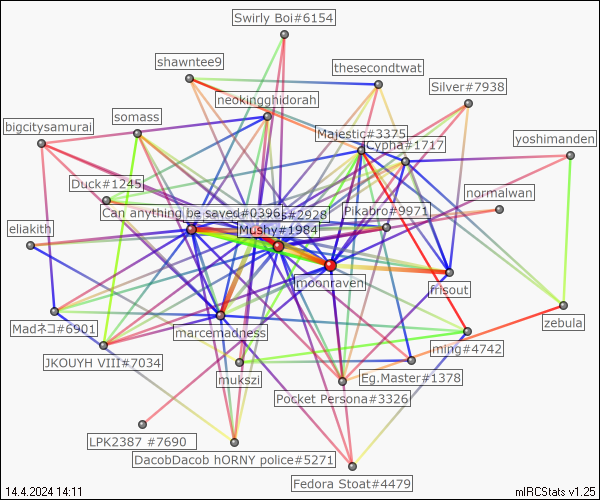 Swirly Boi#6154
shawntee9
thesecondtwat
Silver#7938
neokingghidorah
somass
bigcitysamurai
Majestic#3375
Cypha#1717
yoshimanden
Duck#1245
normalwan
Can anything be saved#0396
s#2928
Pikabro#9971
eliakith
Mushy#1984
moonraven
frisout
Madネコ#6901
marcemadness
zebula
JKOUYH VIII#7034
ming#4742
mukszi
Eg.Master#1378
Pocket Persona#3326
LPK2387 #7690
DacobDacob hORNY police#5271
Fedora Stoat#4479
14.4.2024 14:11
mIRCStats v1.25